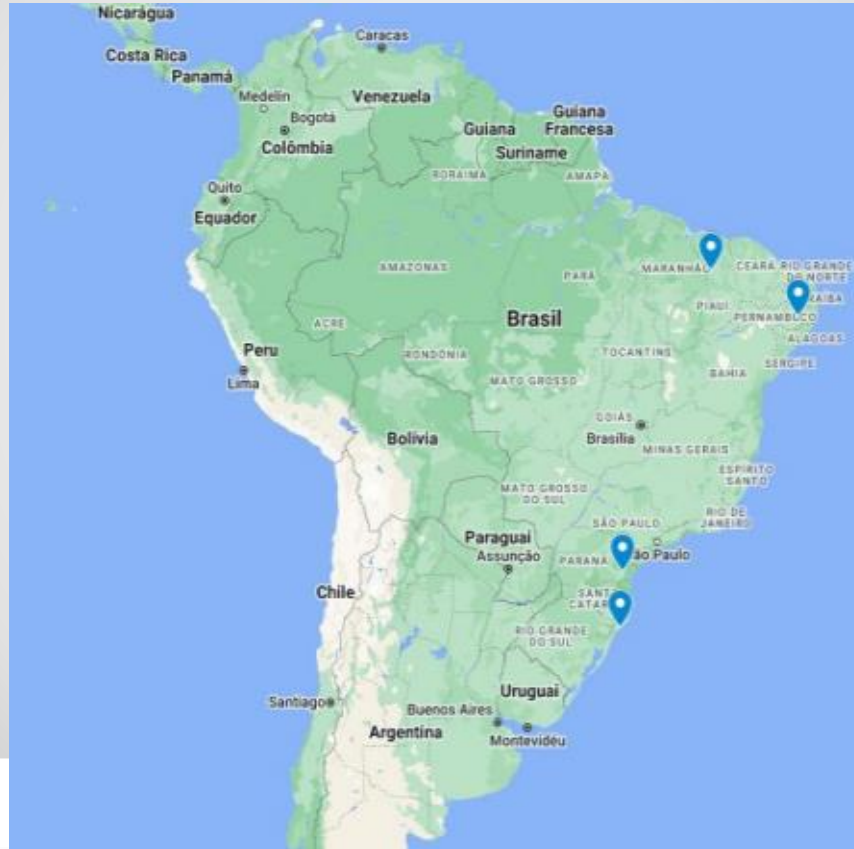 Nicarágua
Costa Rica
Panamá
Caracas
Medelín
Venezuela
Bogotá
Colômbia
Guiana
Guiana
Francesa
Suriname
RORAIMA
AMAPÁ
Quito
Equador
AMAZONAS
PARÁ
MARANHÃO
CEARÁ
RIO GRANDE
DO NORTE
PIAUÍ
AÍBA
PERNAMBUCO
ALAGOAS
SERGIPE
Brasil
ACRE
RONDÔNIA
TOCANTINS
BAHIA
MATO GROSSO
Peru
Lima
Bolívia
GOIÁS
Brasília
MINAS GERAIS
ESPÍRITO
SANTO
MATO GROSSO
DO SUL
RIO DE
JANEIRO
SÃO PAULO
ão Paulo
Paraguai
Assunção
PARANÁ
Chile
SANT
CATAR
RIO GRANDE
DO SUL
Uruguai
Santiago
Buenos Aires
Montevidéu
Argentina